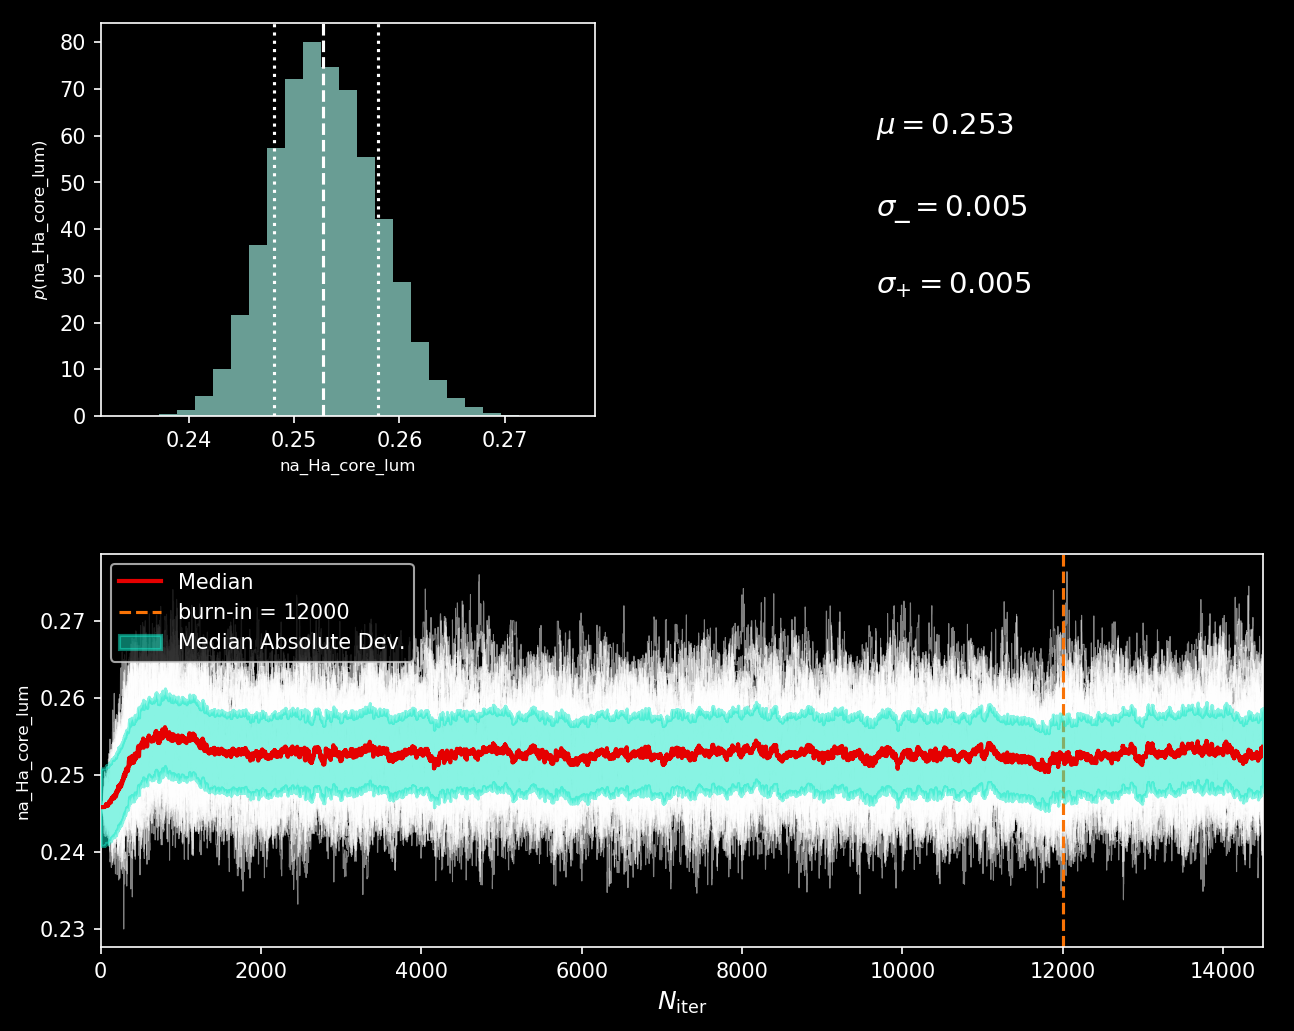 80
70
60
50
40
30
20
10
0
p(na_Ha_core_lum)
0.24 0.25 0.26 0.27
na_Ha_core_lum
μ = 0.253
σ_ = 0.005
σ+ = 0.005
Median
burn-in = 12000
Median Absolute Dev.
0.27
0.26
0.25
0.24
0.23
na_Ha_core_lum
0 2000 4000 6000 8000 10000 12000 14000
Niter